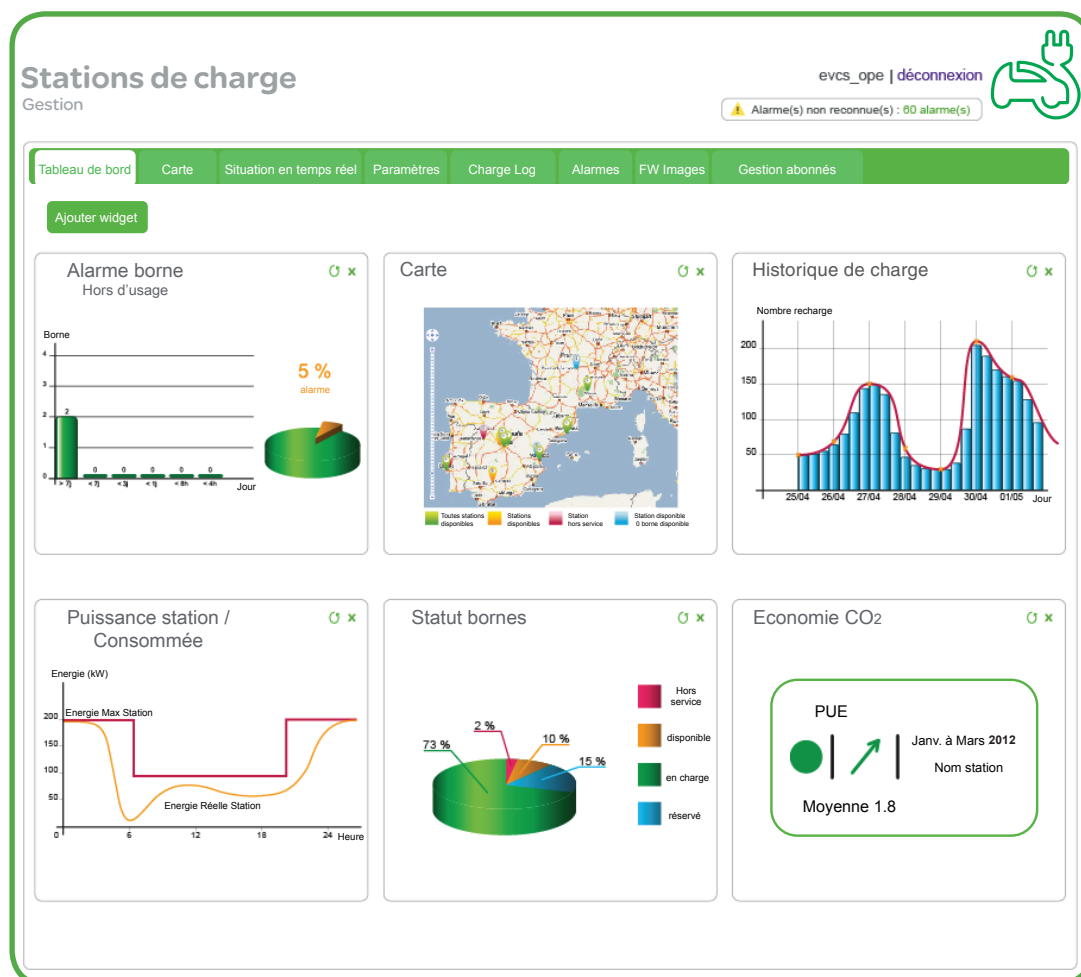 Stations de charge
Gestion
evcs_ope | déconnexion
Alarme(s) non reconnue(s) : 60 alarme(s)
Tableau de bord
Carte
Situation en temps réel
Paramètres
Charge Log
Alarmes
FW Images
Gestion abonnés
Ajouter widget
Alarme borne
Hors d'usage
Borne
4
3
2
1
0
2
0
0
0
0
0
> 7j
< 7j
< 3j
< 1j
< 8h
< 4h
Jour
5 %
alarme
Carte
Toutes stations
disponibles
Stations
disponibles
Station
hors service
Station disponible
0 borne disponible
Historique de charge
Nombre recharge
200
150
100
50
25/04
26/04
27/04
28/04
29/04
30/04
01/05
Jour
Puissance station /
Consommée
Energie (kW)
200
150
100
50
0
Energie Max Station
Energie Réelle Station
6
12
18
24
Heure
Statut bornes
73 %
2 %
10 %
15 %
Hors
service
disponible
en charge
réservé
Economie CO2
PUE
Janv. à Mars 2012
Nom station
Moyenne 1.8